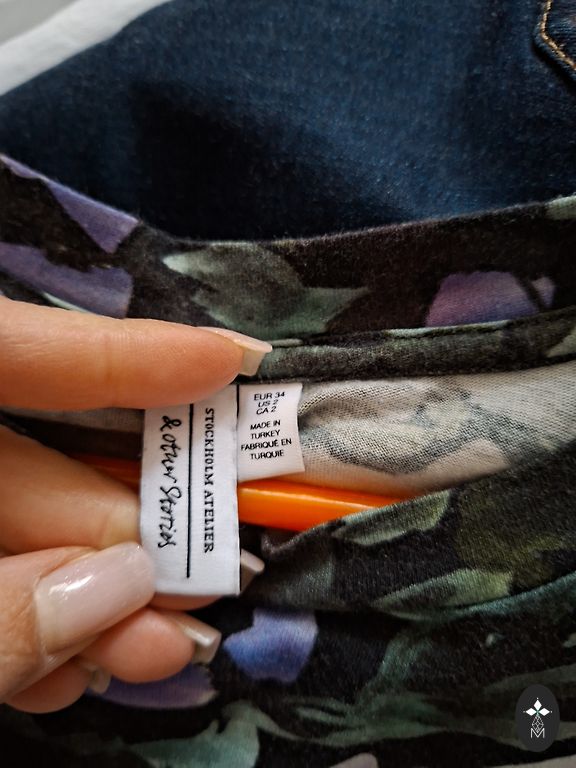 & Other Stories
STOCKHOLM ATELIER
EUR 34
US 2
CA 2
MADE IN
TURKEY
FABRIQUÉ EN
TURQUIE
M